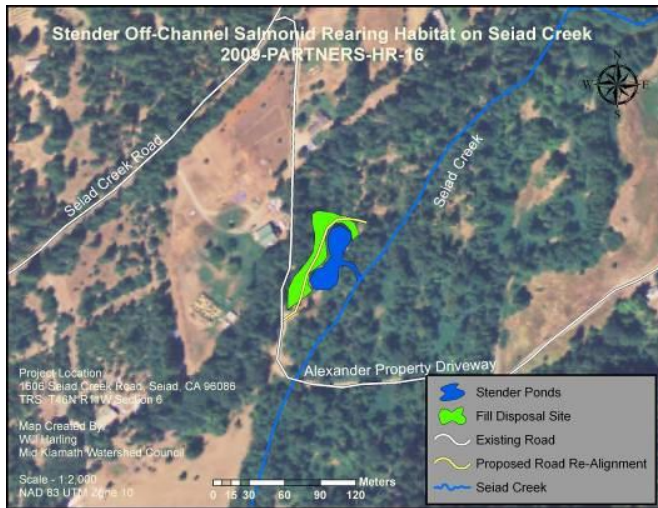 Stender Off-Channel Salmonid Rearing Habitat on Seiad Creek
2009-PARTNERS-HR-16
N
W E
S
Seiad Creek Road
Seiad Creek
Alexander Property Driveway
Project Location:
1606 Seiad Creek Road, Seiad, CA 96086
TRS: T46N R11W Section 6
Map Created By:
Will Harling
Mid Klamath Watershed Council
Scale - 1:2,000
NAD 83 UTM Zone 10
Meters
0 15 30 60 90 120
Stender Ponds
Fill Disposal Site
Existing Road
Proposed Road Re-Alignment
Seiad Creek